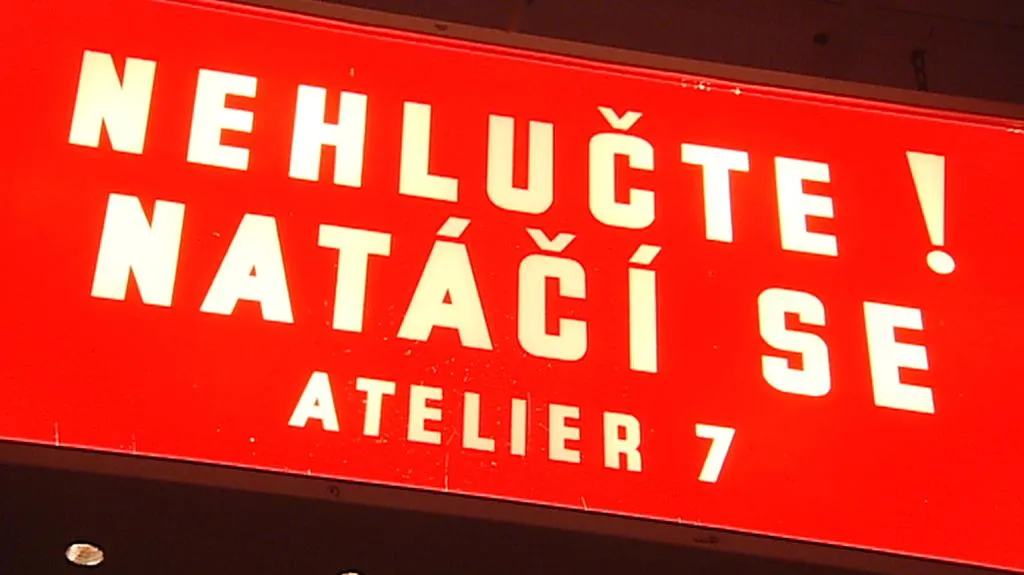 NEHLUČTE !
NATÁČÍ SE
ATELIER 7